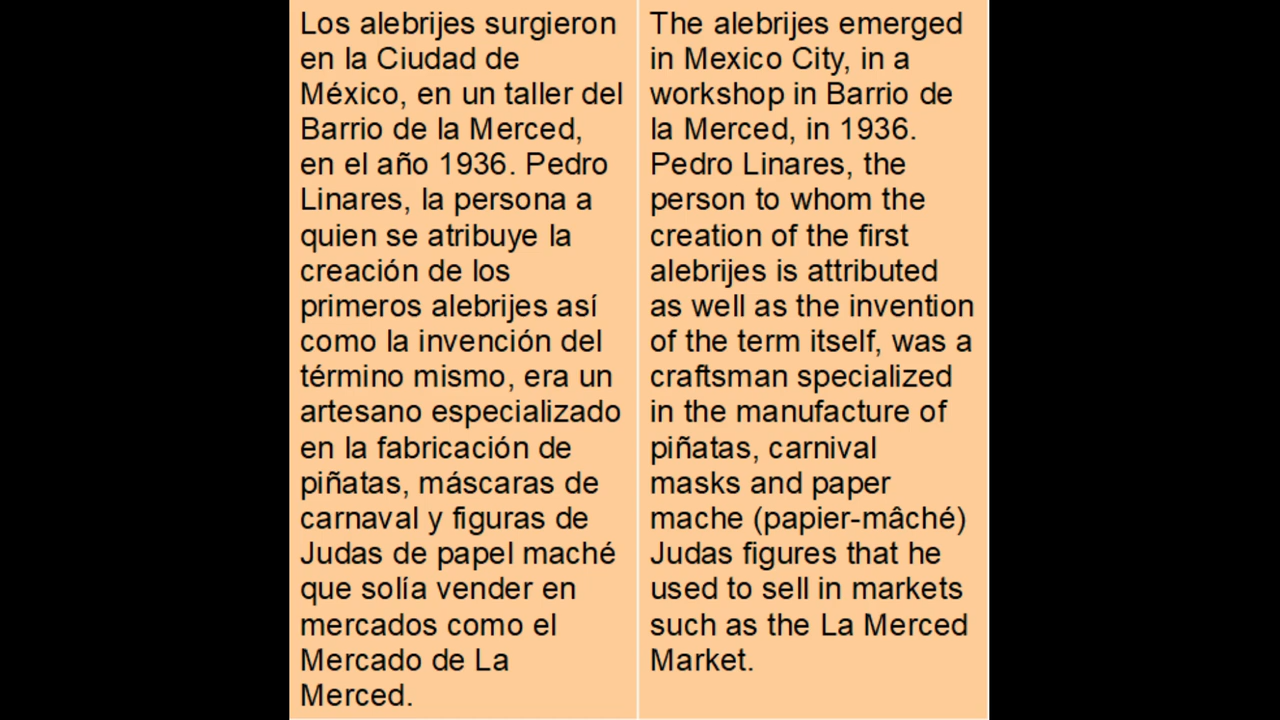 Los alebrijes surgieron
en la Ciudad de
México, en un taller del
Barrio de la Merced,
en el año 1936. Pedro
Linares, la persona a
quien se atribuye la
creación de los
primeros alebrijes así
como la invención del
término mismo, era un
artesano especializado
en la fabricación de
piñatas, máscaras de
carnaval y figuras de
Judas de papel maché
que solía vender en
mercados como el
Mercado de La
Merced.
The alebrijes emerged
in Mexico City, in a
workshop in Barrio de
la Merced, in 1936.
Pedro Linares, the
person to whom the
creation of the first
alebrijes is attributed
as well as the invention
of the term itself, was a
craftsman specialized
in the manufacture of
piñatas, carnival
masks and paper
mache (papier-mâché)
Judas figures that he
used to sell in markets
such as the La Merced
Market.